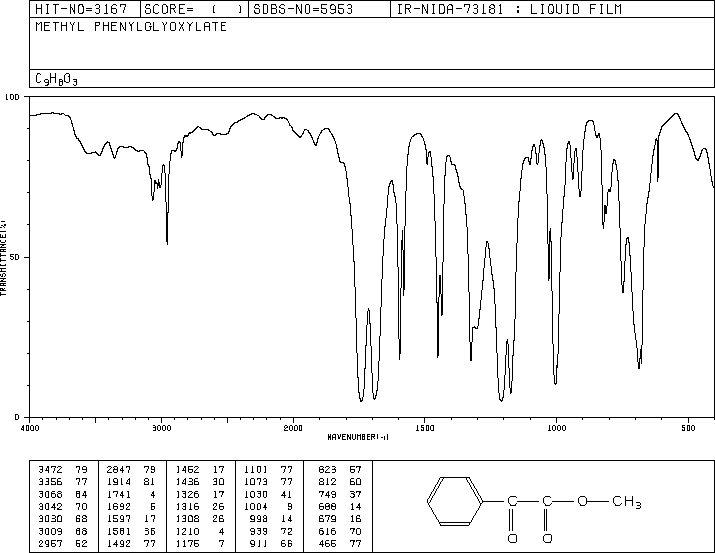 HIT-NO=3167 SCORE= ( ) SDBS-NO=5953 IR-NIDA-73181 : LIQUID FILM
METHYL PHENYLGLYOXYLATE
C9H8O3
100
50
0
TRANSMITTANCE(%)
4000 3000 2000 1500 1000 500
WAVENUMBER(-1)
3472 79 2847 79 1452 17 1101 77 823 57
3356 77 1914 81 1436 30 1073 77 812 60
3068 64 1741 4 1326 17 1030 41 749 37
3042 70 1692 5 1316 26 1004 9 688 14
3030 68 1597 17 1308 26 998 14 679 16
3009 68 1581 36 1210 4 939 72 616 70
2957 52 1492 77 1175 7 911 66 466 77
C C O CH3
O O